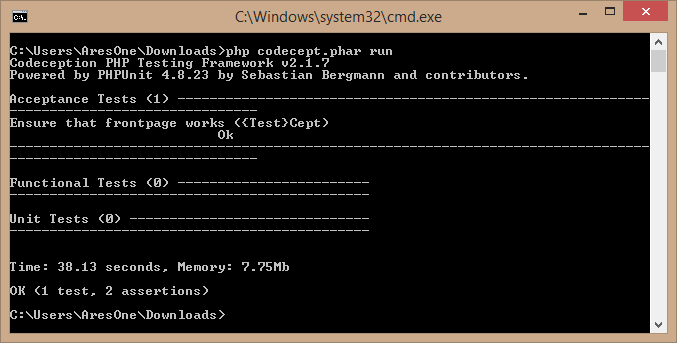 C:\Windows\system32\cmd.exe
C:\Users\AresOne\Downloads>php codecept.phar run
Codeception PHP Testing Framework v2.1.7
Powered by PHPUnit 4.8.23 by Sebastian Bergmann and contributors.
Acceptance Tests (1) -----------------------------------------------------------
-------------------------------
Ensure that frontpage works ({Test}Cept)
Ok
--------------------------------------------------------------------------------
-------------------------------
Functional Tests (0) ------------------------
---------------------------------------------
Unit Tests (0) ------------------------------
---------------------------------------------
Time: 38.13 seconds, Memory: 7.75Mb
OK (1 test, 2 assertions)
C:\Users\AresOne\Downloads>